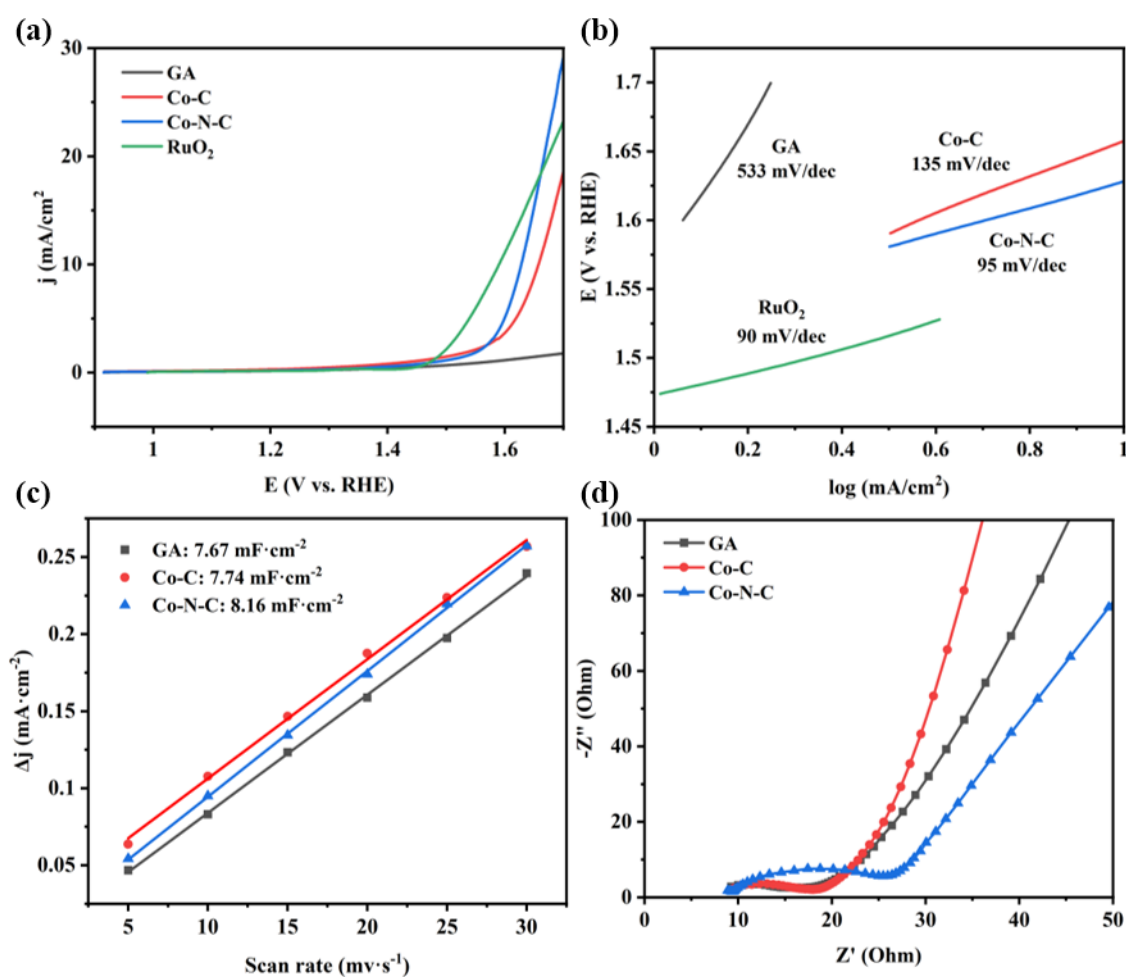 (a)
30
20
10
0
j (mA/cm²)
GA
Co-C
Co-N-C
RuO₂
1
1.2
1.4
1.6
E (V vs. RHE)
(b)
1.7
1.65
1.6
1.55
1.5
1.45
E (V vs. RHE)
GA
533 mV/dec
Co-C
135 mV/dec
Co-N-C
95 mV/dec
RuO₂
90 mV/dec
0
0.2
0.4
0.6
0.8
1
log (mA/cm²)
(c)
0.25
0.2
0.15
0.1
0.05
Δj (mA·cm⁻²)
GA: 7.67 mF·cm⁻²
Co-C: 7.74 mF·cm⁻²
Co-N-C: 8.16 mF·cm⁻²
5
10
15
20
25
30
Scan rate (mv·s⁻¹)
(d)
100
80
60
40
20
0
-Z" (Ohm)
GA
Co-C
Co-N-C
0
10
20
30
40
50
Z' (Ohm)